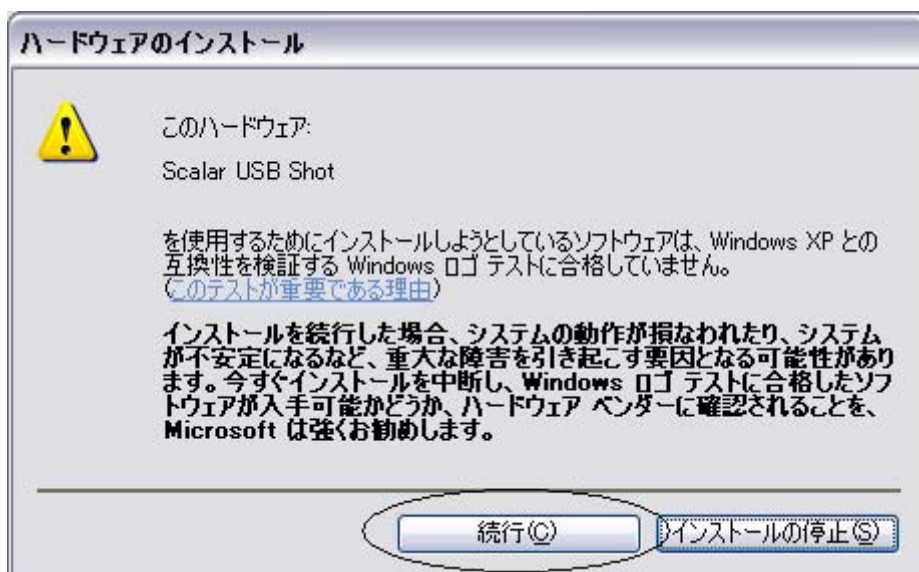 ハードウェアのインストール
このハードウェア:
Scalar USB Shot
を使用するためにインストールしようとしているソフトウェアは、Windows XP との
互換性を検証する Windows ロゴ テストに合格していません。
(このテストが重要である理由)
インストールを続行した場合、システムの動作が損なわれたり、システム
が不安定になるなど、重大な障害を引き起こす要因となる可能性があり
ます。今すぐインストールを中断し、Windows ロゴ テストに合格したソフ
トウェアが入手可能かどうか、ハードウェア ベンダーに確認されることを、
Microsoft は強くお勧めします。
続行(C) インストールの停止(S)